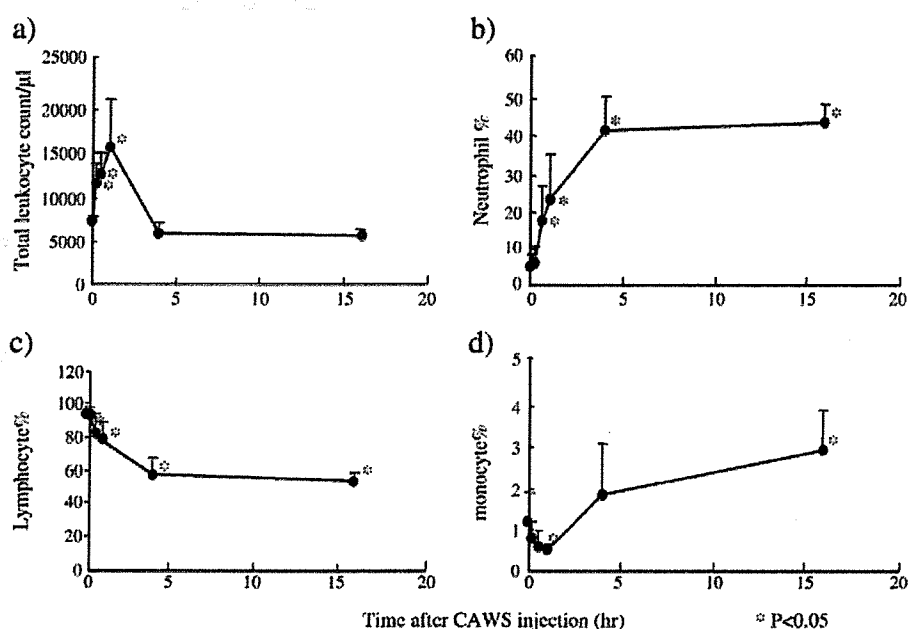 a)
Total leukocyte count/µl
25000
20000
15000
10000
5000
0
0 5 10 15 20
b)
Neutrophil %
60
50
40
30
20
10
0
0 5 10 15 20
c)
Lymphocyte%
120
100
80
60
40
20
0
0 5 10 15 20
d)
monocyte%
5
4
3
2
1
0
0 5 10 15 20
Time after CAWS injection (hr)
* P<0.05